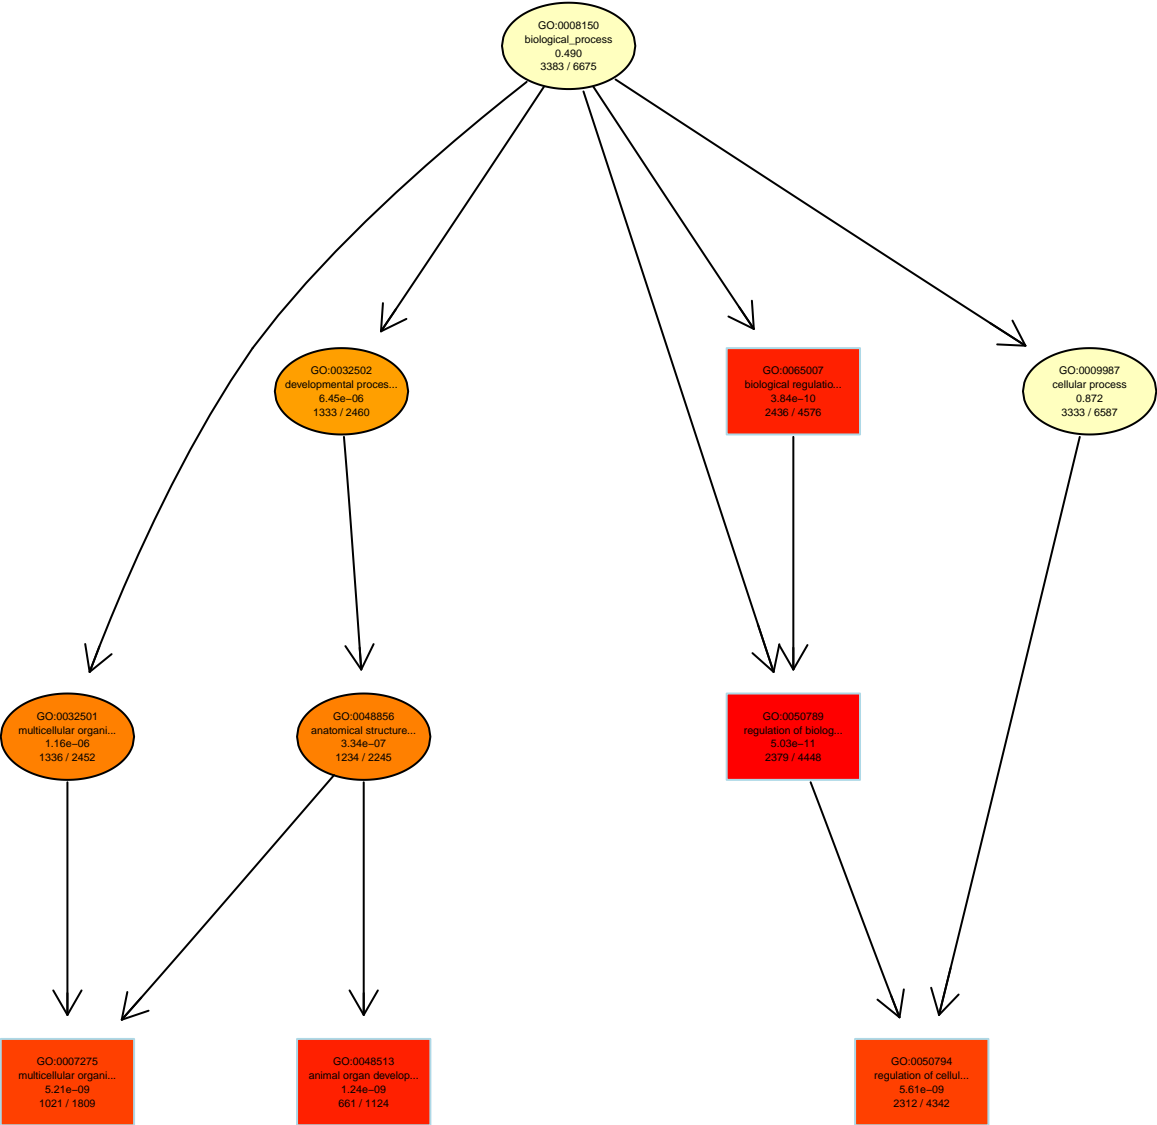 GO:0008150
biological_process
0.490
3383 / 6675
GO:0032502
developmental proces...
6.45e−06
1333 / 2460
GO:0065007
biological regulatio...
3.84e−10
2436 / 4576
GO:0009987
cellular process
0.872
3333 / 6587
GO:0032501
multicellular organi...
1.16e−06
1336 / 2452
GO:0048856
anatomical structure...
3.34e−07
1234 / 2245
GO:0050789
regulation of biolog...
5.03e−11
2379 / 4448
GO:0007275
multicellular organi...
5.21e−09
1021 / 1809
GO:0048513
animal organ develop...
1.24e−09
661 / 1124
GO:0050794
regulation of cellul...
5.61e−09
2312 / 4342